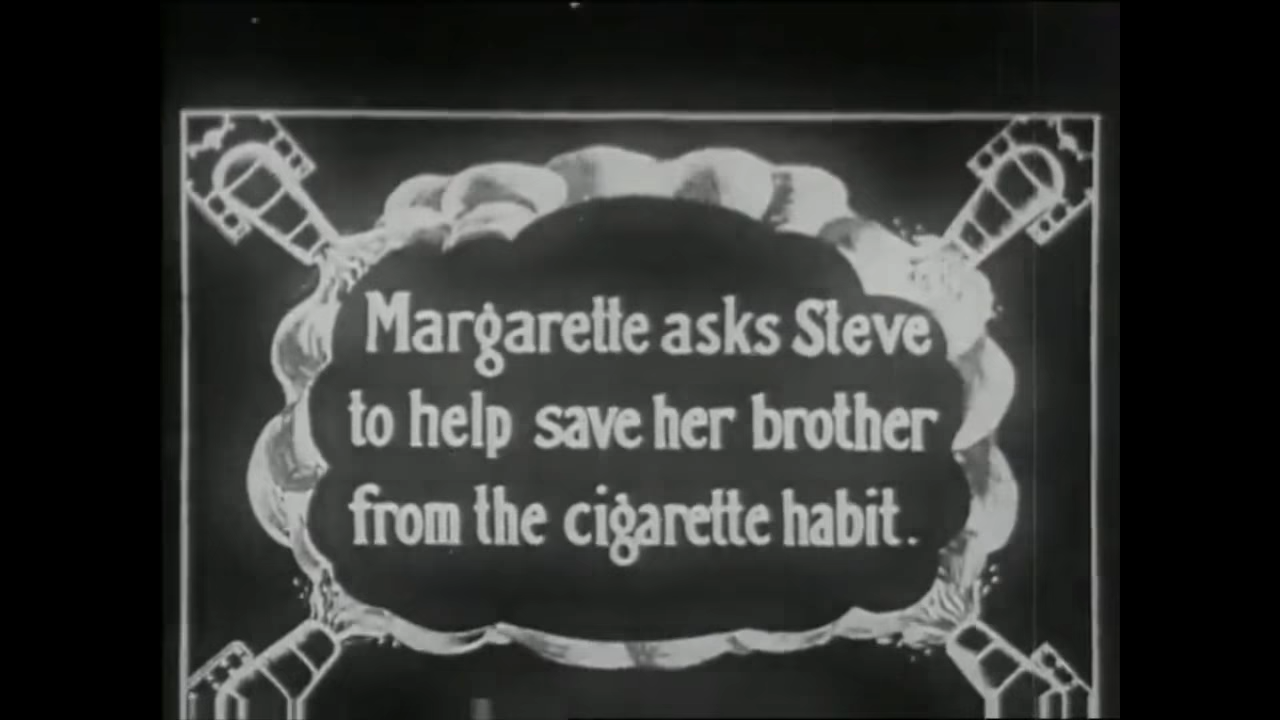 Margarette asks Steve
to help save her brother
from the cigarette habit.